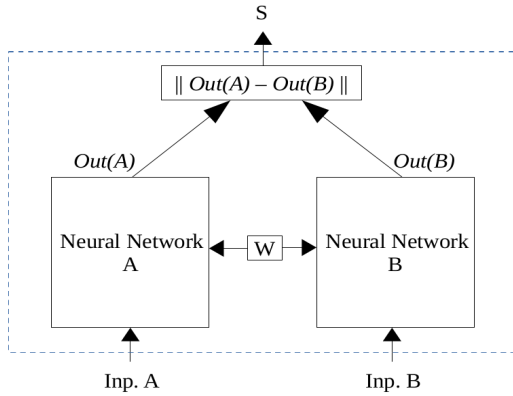 S
|| Out(A) – Out(B) ||
Out(A)
Out(B)
Neural Network
A
W
Neural Network
B
Inp. A
Inp. B